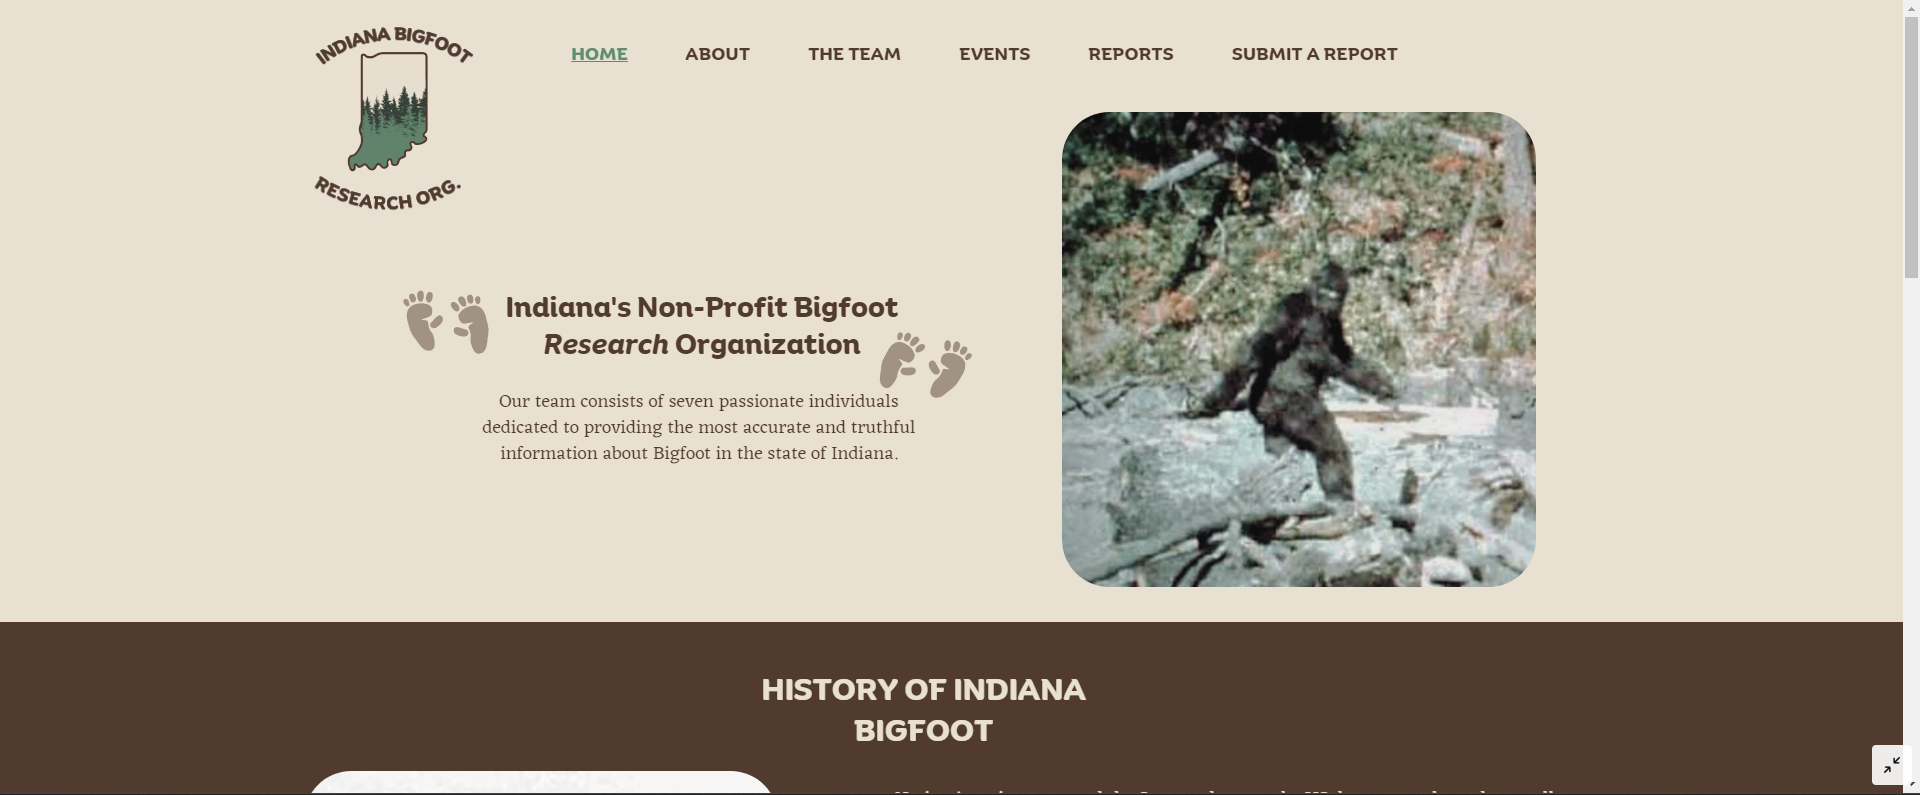 INDIANA BIGFOOT
RESEARCH ORG.
HOME ABOUT THE TEAM EVENTS REPORTS SUBMIT A REPORT
Indiana's Non-Profit Bigfoot
Research Organization
Our team consists of seven passionate individuals
dedicated to providing the most accurate and truthful
information about Bigfoot in the state of Indiana.
HISTORY OF INDIANA
BIGFOOT